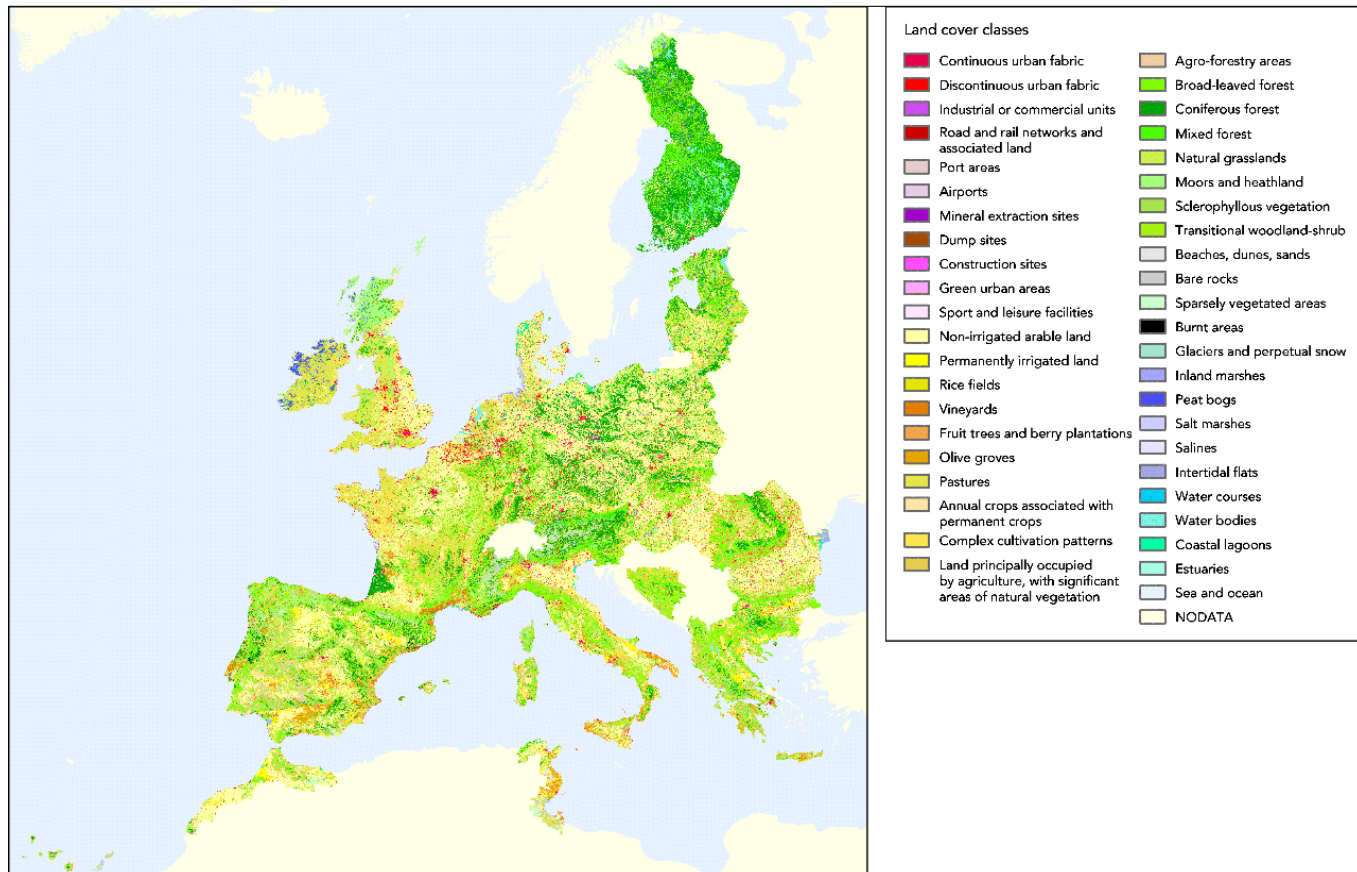 Land cover classes
Continuous urban fabric
Discontinuous urban fabric
Industrial or commercial units
Road and rail networks and
associated land
Port areas
Airports
Mineral extraction sites
Dump sites
Construction sites
Green urban areas
Sport and leisure facilities
Non-irrigated arable land
Permanently irrigated land
Rice fields
Vineyards
Fruit trees and berry plantations
Olive groves
Pastures
Annual crops associated with
permanent crops
Complex cultivation patterns
Land principally occupied
by agriculture, with significant
areas of natural vegetation
Agro-forestry areas
Broad-leaved forest
Coniferous forest
Mixed forest
Natural grasslands
Moors and heathland
Sclerophyllous vegetation
Transitional woodland-shrub
Beaches, dunes, sands
Bare rocks
Sparsely vegetated areas
Burnt areas
Glaciers and perpetual snow
Inland marshes
Peat bogs
Salt marshes
Salines
Intertidal flats
Water courses
Water bodies
Coastal lagoons
Estuaries
Sea and ocean
NODATA